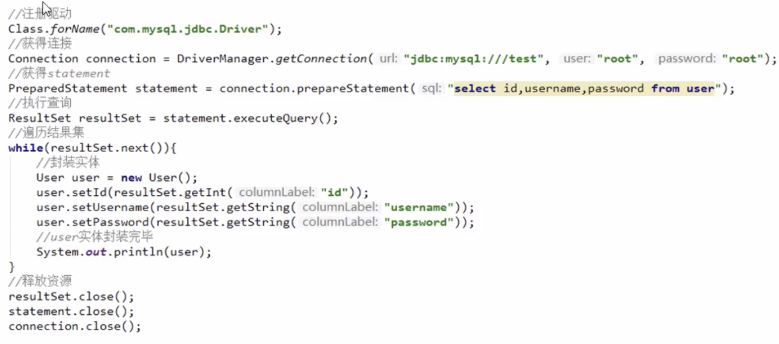 //注册驱动
Class.forName("com.mysql.jdbc.Driver");
//获得连接
Connection connection = DriverManager.getConnection( url: "jdbc:mysql:///test", user: "root", password: "root");
//获得statement
PreparedStatement statement = connection.prepareStatement( sql: "select id,username,password from user");
//执行查询
ResultSet resultSet = statement.executeQuery();
//遍历结果集
while(resultSet.next()){
    //封装实体
    User user = new User();
    user.setId(resultSet.getInt( columnLabel: "id"));
    user.setUsername(resultSet.getString( columnLabel: "username"));
    user.setPassword(resultSet.getString( columnLabel: "password"));
    //user实体封装完毕
    System.out.println(user);
}
//释放资源
resultSet.close();
statement.close();
connection.close();